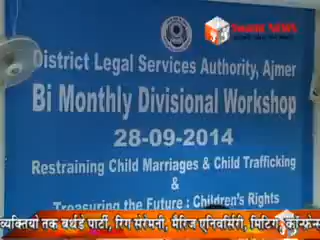 NEWS
District Legal Services Authority, Ajmer
Bi Monthly Divisional Workshop
28-09-2014
Restraining Child Marriages & Child Trafficking
&
Treasuring the Future : Children's Rights
व्यक्तियो तक बर्थडे पार्टी, रिंग सेरेमनी, मैरिज एनिवर्सिरी, मिटिंग, कॉन्फ्रेन्स